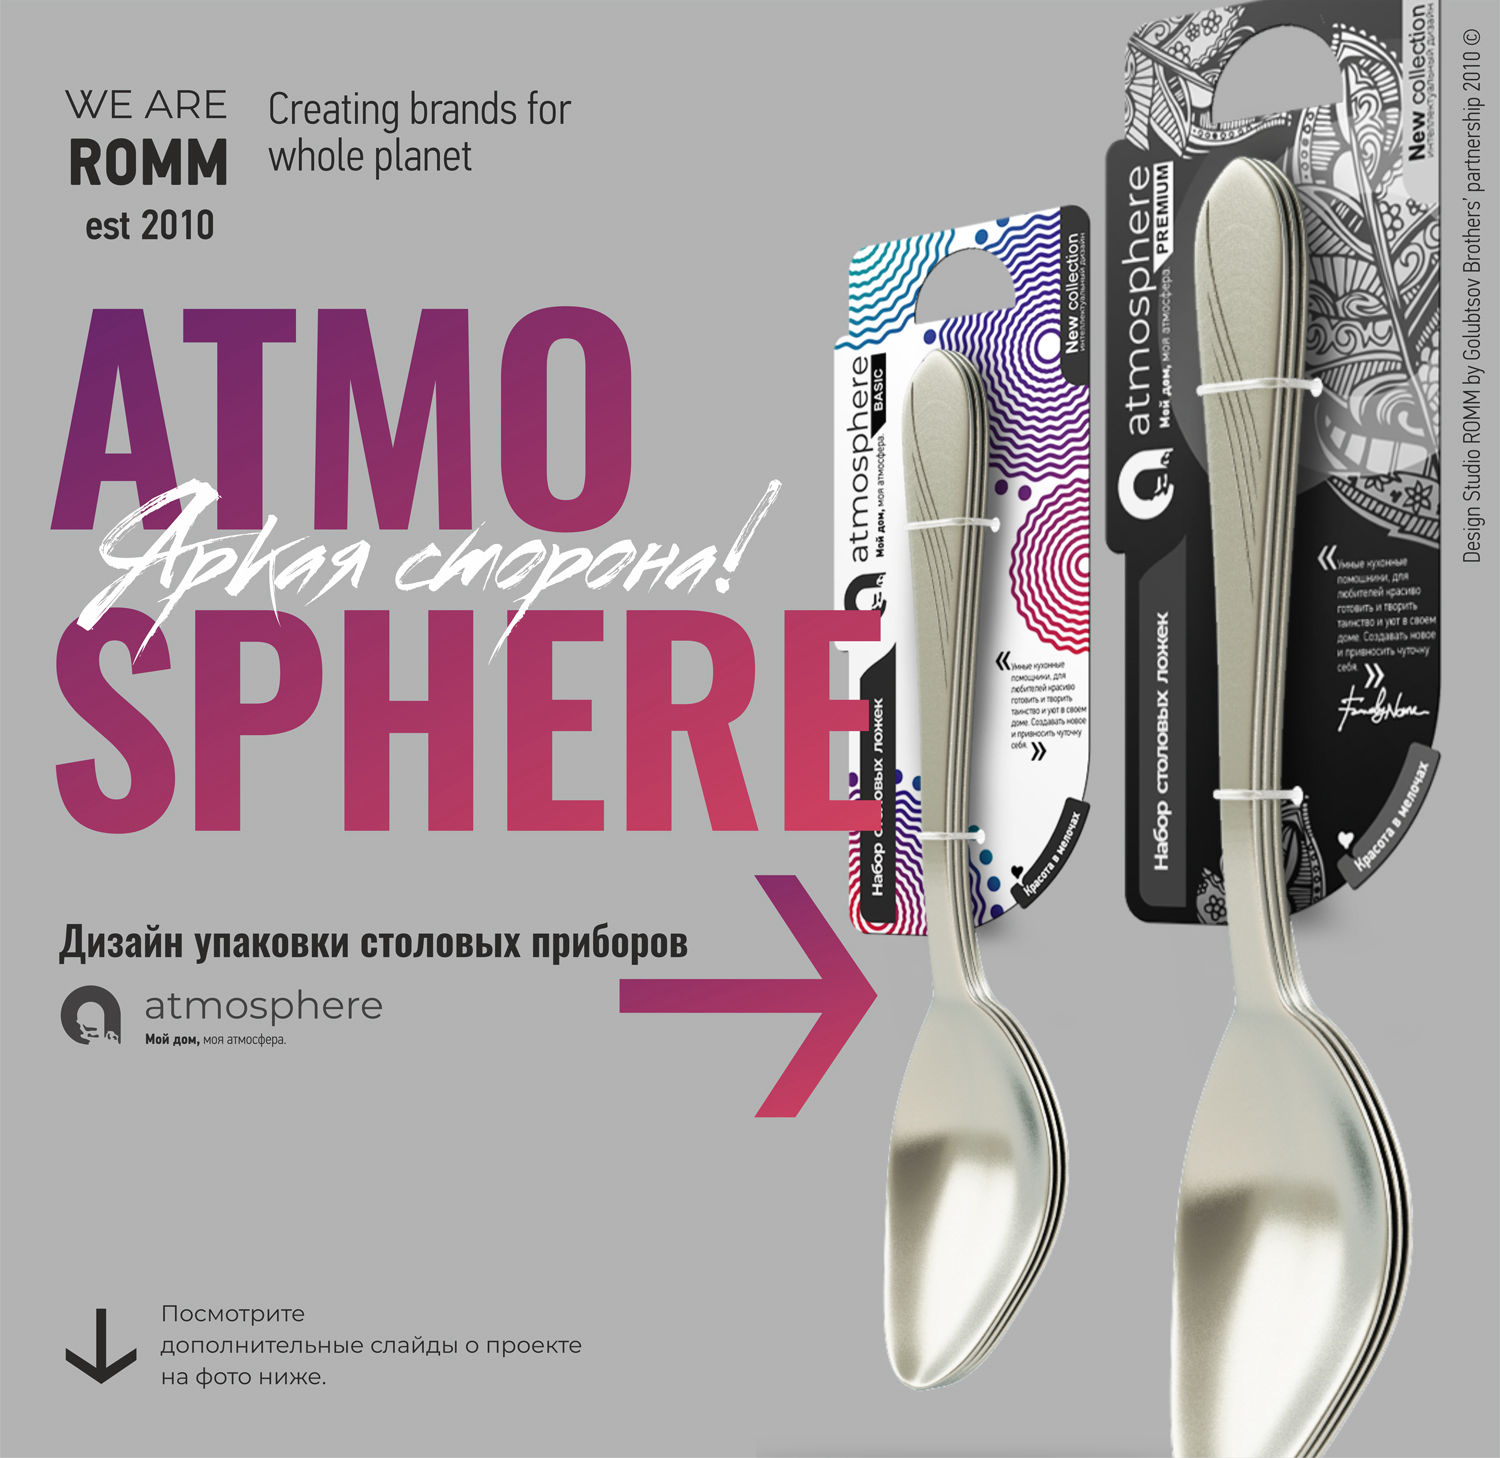 WE ARE
ROMM
est 2010
Creating brands for
whole planet
ATMO
Яркая сторона!
SPHERE
Дизайн упаковки столовых приборов
atmosphere
Мой дом, моя атмосфера.
Посмотрите
дополнительные слайды о проекте
на фото ниже.
New collection
интеллектуальный дизайн
atmosphere
BASIC
Мой дом, моя атмосфера.
Набор столовых ложек
«Умные кухонные
помощники, для
любителей красиво
готовить и творить
таинство и уют в своем
доме. Создавать новое
и привносить чуточку
себя. »
Красота в мелочах
New collection
интеллектуальный дизайн
atmosphere
PREMIUM
Мой дом, моя атмосфера.
Набор столовых ложек
«Умные кухонные
помощники, для
любителей красиво
готовить и творить
таинство и уют в своем
доме. Создавать новое
и привносить чуточку
себя. »
Красота в мелочах
Design Studio ROMM by Golubtsov Brothers' partnership 2010 ©